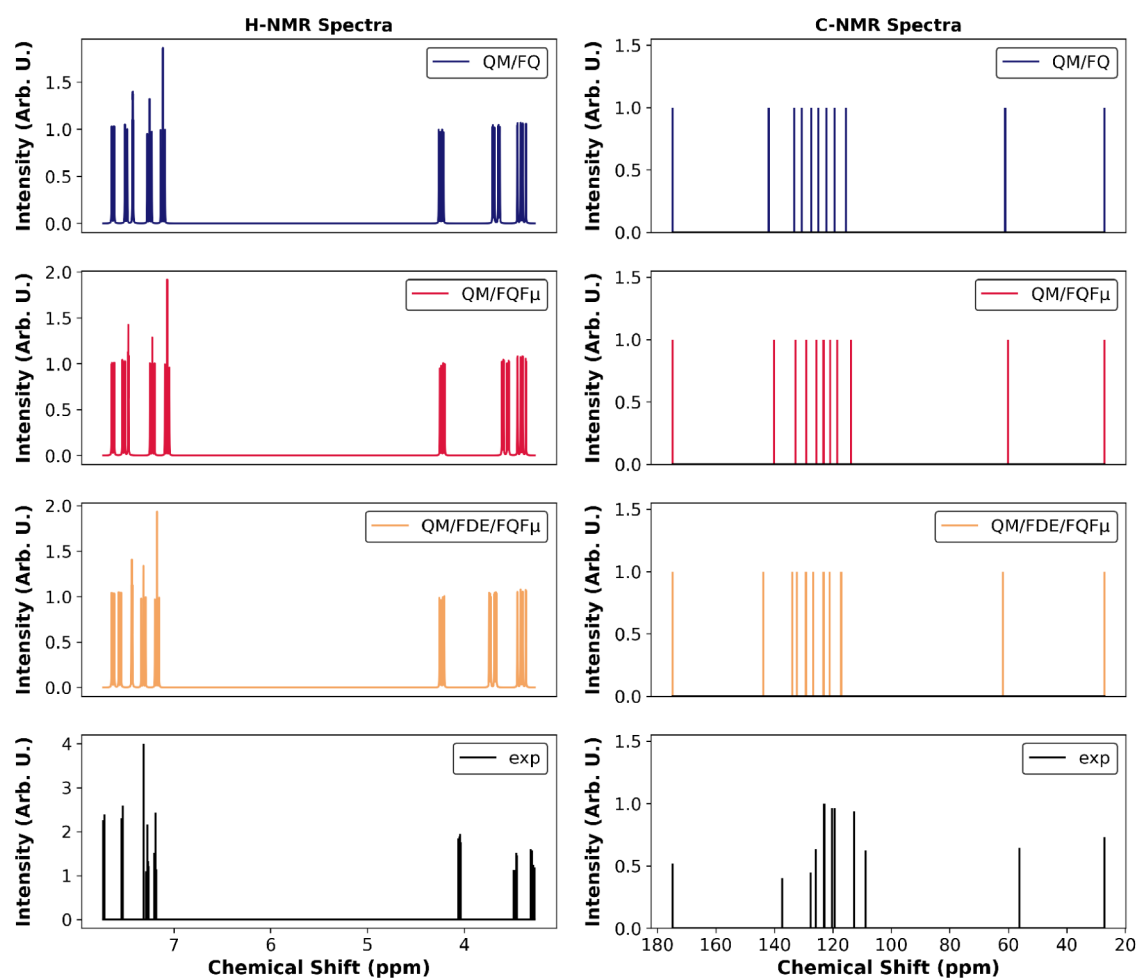 H-NMR Spectra
Intensity (Arb. U.)
1.5
1.0
0.5
0.0
QM/FQ
C-NMR Spectra
Intensity (Arb. U.)
1.5
1.0
0.5
0.0
QM/FQ
Intensity (Arb. U.)
2.0
1.5
1.0
0.5
0.0
QM/FQFμ
Intensity (Arb. U.)
1.5
1.0
0.5
0.0
QM/FQFμ
Intensity (Arb. U.)
2.0
1.5
1.0
0.5
0.0
QM/FDE/FQFμ
Intensity (Arb. U.)
1.5
1.0
0.5
0.0
QM/FDE/FQFμ
Intensity (Arb. U.)
4
3
2
1
0
exp
7 6 5 4
Chemical Shift (ppm)
Intensity (Arb. U.)
1.5
1.0
0.5
0.0
exp
180 160 140 120 100 80 60 40 20
Chemical Shift (ppm)